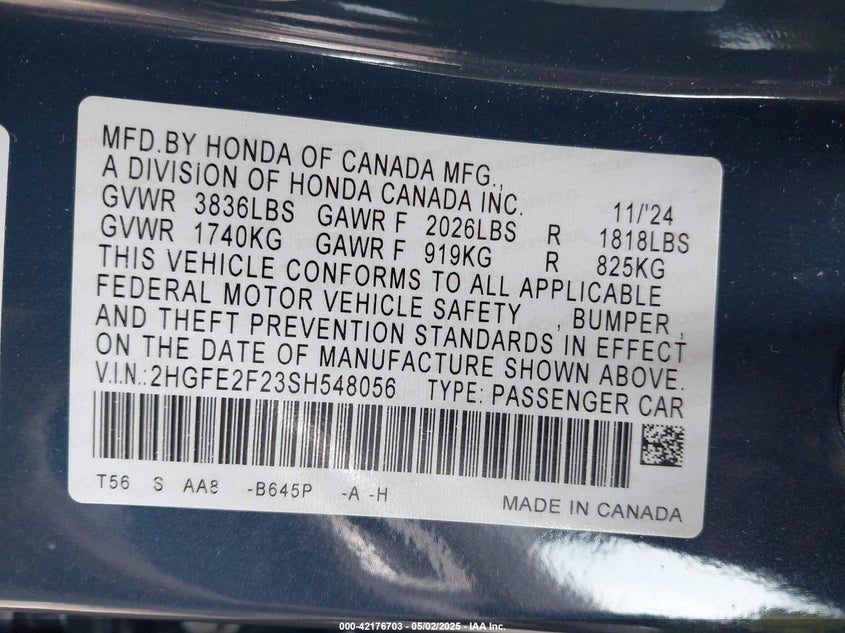 MFD.BY HONDA OF CANADA MFG.,
A DIVISION OF HONDA CANADA INC.
11/'24
GVWR 3836LBS GAWR F 2026LBS R 1818LBS
GVWR 1740KG GAWR F 919KG R 825KG
THIS VEHICLE CONFORMS TO ALL APPLICABLE
FEDERAL MOTOR VEHICLE SAFETY , BUMPER ,
AND THEFT PREVENTION STANDARDS IN EFFECT
ON THE DATE OF MANUFACTURE SHOWN ABOVE.
V.I.N.:2HGFE2F23SH548056 TYPE: PASSENGER CAR
T56 S AA8 -B645P -A -H
MADE IN CANADA
000-42176703 - 05/02/2025 - IAA Inc.